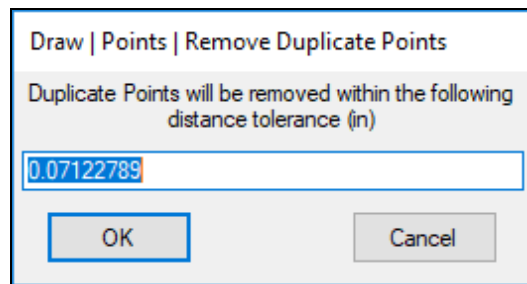 Draw | Points | Remove Duplicate Points
Duplicate Points will be removed within the following
distance tolerance (in)
0.07122789
OK
Cancel